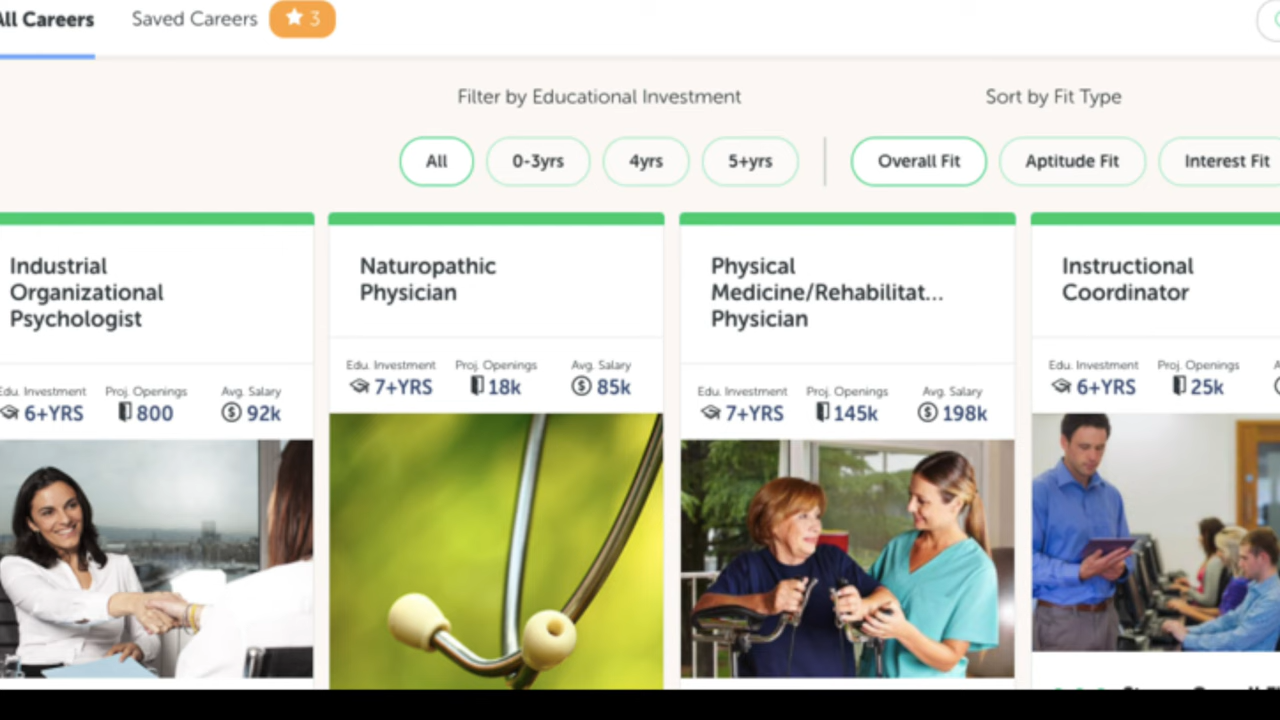 All Careers Saved Careers 3
Filter by Educational Investment Sort by Fit Type
All 0-3yrs 4yrs 5+yrs Overall Fit Aptitude Fit Interest Fit
Industrial
Organizational
Psychologist
Edu. Investment Proj. Openings Avg. Salary
6+YRS 800 92k
Naturopathic
Physician
Edu. Investment Proj. Openings Avg. Salary
7+YRS 18k 85k
Physical
Medicine/Rehabilitat...
Physician
Edu. Investment Proj. Openings Avg. Salary
7+YRS 145k 198k
Instructional
Coordinator
Edu. Investment Proj. Openings
6+YRS 25k